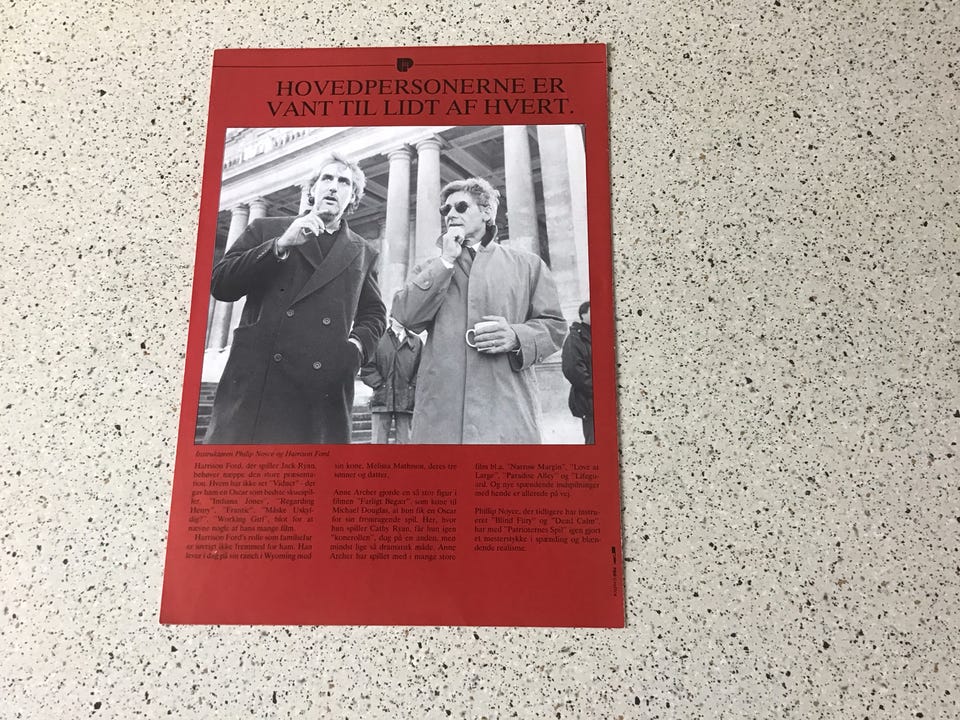 HOVEDPERSONERNE ER
VANT TIL LIDT AF HVERT.
Instruktøren Philip Noyce og Harrison Ford
Harrison Ford, der spiller Jack Ryan,
behøver næppe den store præsenta-
tion. Hvem har ikke set "Vidnet" - der
gav ham en Oscar som bedste skuespil-
ler, "Indiana Jones", "Regarding
Henry", "Frantic", "Måske Uskyl-
dig?", "Working Girl", blot for at
nævne nogle af hans mange film.
Harrison Ford's rolle som familiefar
er iøvrigt ikke fremmed for ham. Han
lever i dag på sin ranch i Wyoming med
sin kone, Melissa Mathison, deres tre
sønner og datter.
Anne Archer gjorde en så stor figur i
filmen "Farligt Begær", som kone til
Michael Douglas, at hun fik en Oscar
for sin fremragende spil. Her, hvor
hun spiller Cathy Ryan, får hun igen
"konerollen", dog på en anden, men
mindst lige så dramatisk måde. Anne
Archer har spillet med i mange store
film bl.a. "Narrow Margin", "Love at
Large", "Paradise Alley" og "Lifegu-
ard. Og nye spændende indspilninger
med hende er allerede på vej.
Phillip Noyce, der tidligere har instru-
eret "Blind Fury" og "Dead Calm",
har med "Patrioternes Spil" igen gjort
et mesterstykke i spænding og blæn-
dende realisme.